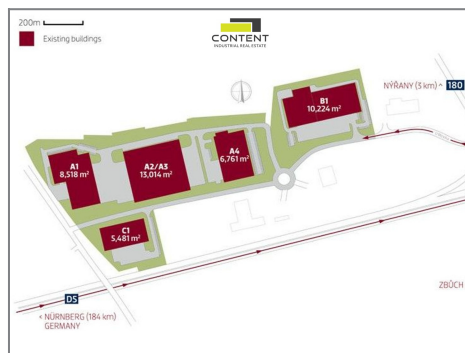 200m
Existing buildings
CONTENT
INDUSTRIAL REAL ESTATE
NÝŘANY (3 km) ^ 180
B1
10,224 m²
A4
6,761 m²
A2/A3
13,014 m²
A1
8,518 m²
C1
5,481 m²
ZBŮCH
D5
< NÜRNBERG (184 km)
GERMANY